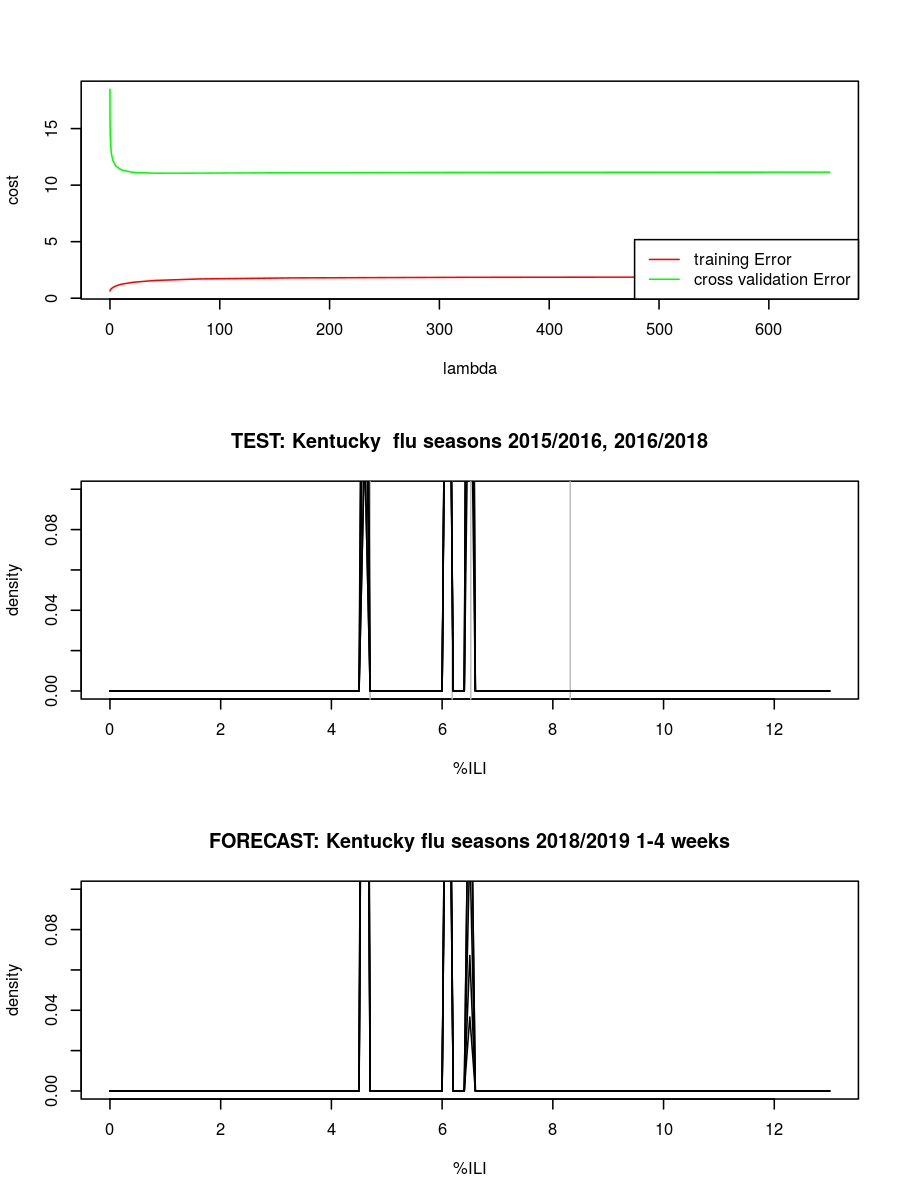 cost
0 5 10 15
training Error
cross validation Error
0 100 200 300 400 500 600
lambda
TEST: Kentucky  flu seasons 2015/2016, 2016/2018
density
0.00 0.04 0.08
0 2 4 6 8 10 12
%ILI
FORECAST: Kentucky flu seasons 2018/2019 1-4 weeks
density
0.00 0.04 0.08
0 2 4 6 8 10 12
%ILI